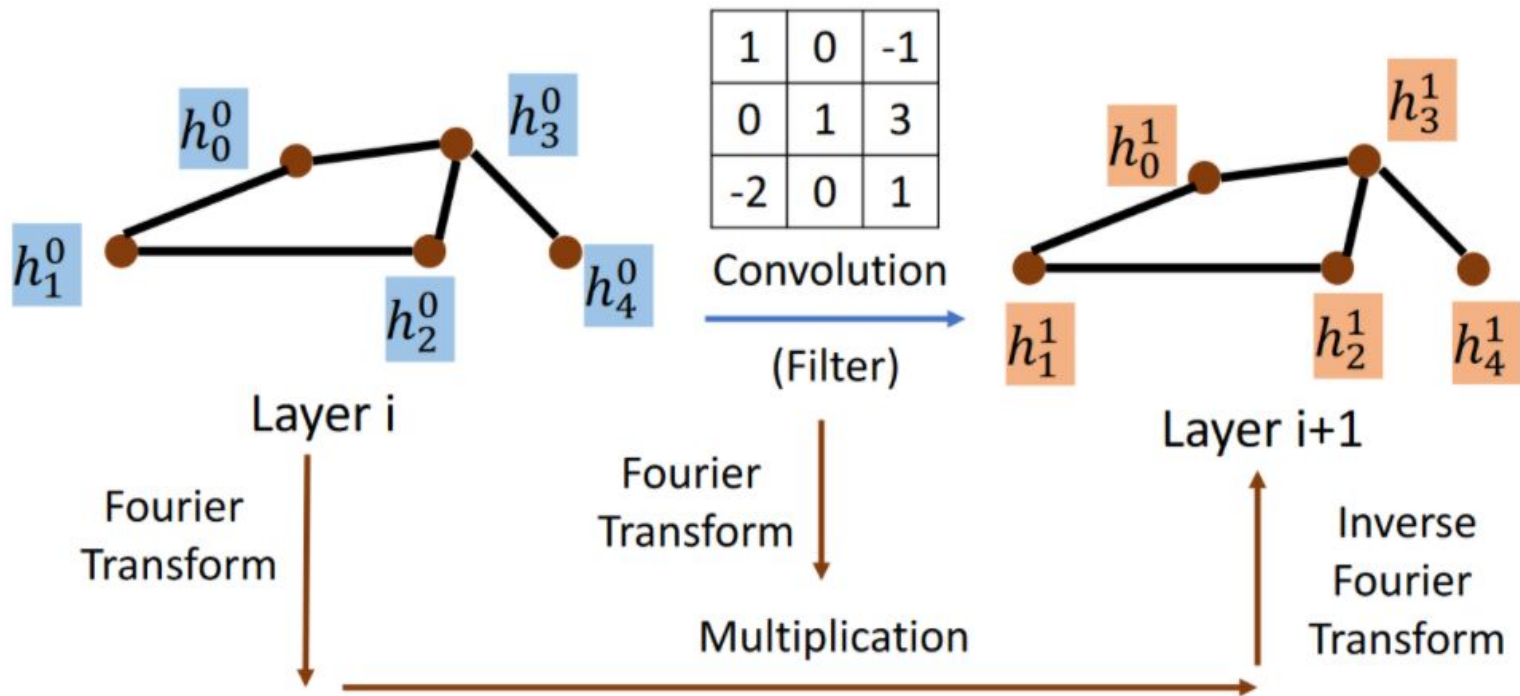 1 0 -1
0 1 3
-2 0 1
h_0^0
h_3^0
h_1^0
h_2^0
h_4^0
Convolution
(Filter)
h_0^1
h_3^1
h_1^1
h_2^1
h_4^1
Layer i
Layer i+1
Fourier
Transform
Fourier
Transform
Inverse
Fourier
Transform
Multiplication